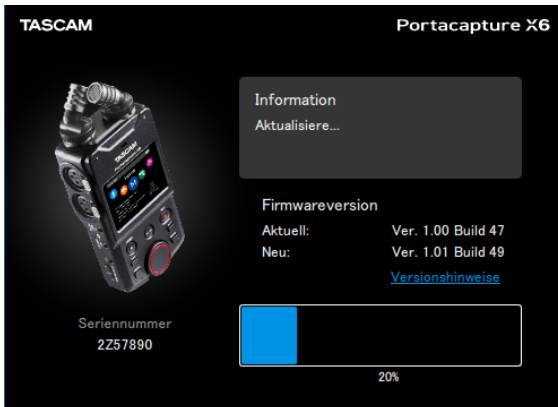 TASCAM
Portacapture X6
Information
Aktualisiere...
Firmwareversion
Aktuell: Ver. 1.00 Build 47
Neu: Ver. 1.01 Build 49
Versionshinweise
Seriennummer
2Z57890
20%